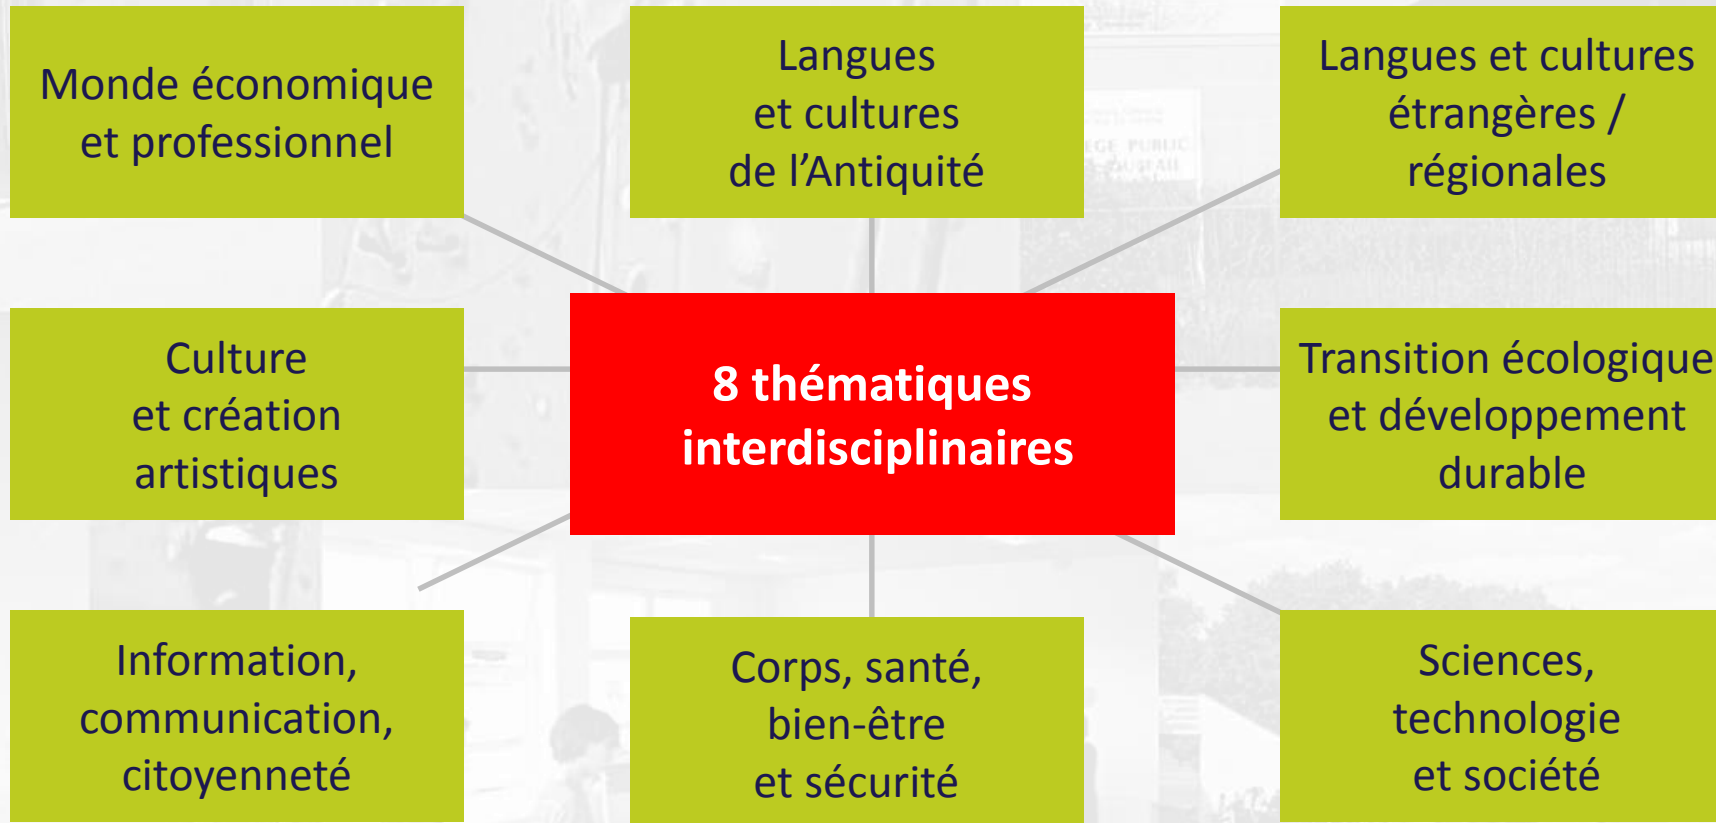 Monde économique
et professionnel
Langues
et cultures
de l'Antiquité
Langues et cultures
étrangères /
régionales
Culture
et création
artistiques
8 thématiques
interdisciplinaires
Transition écologique
et développement
durable
Information,
communication,
citoyenneté
Corps, santé,
bien-être
et sécurité
Sciences,
technologie
et société